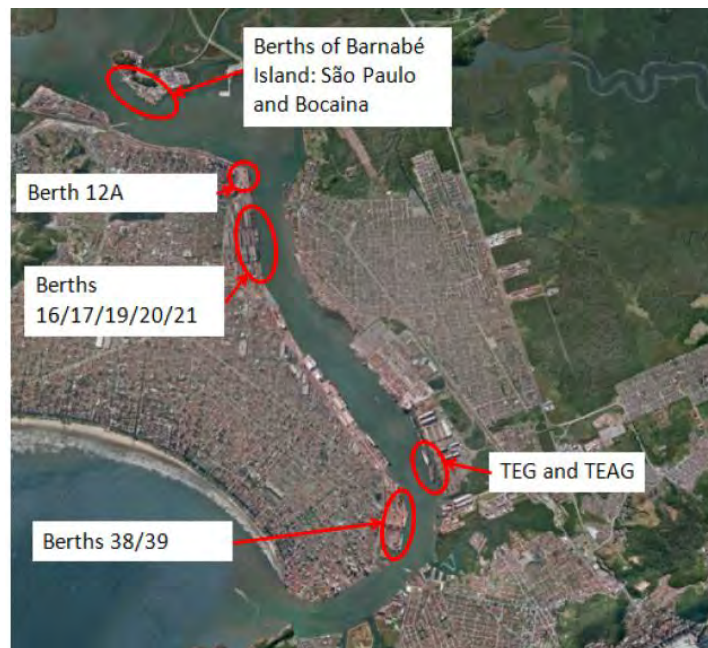 Berths of Barnabé
Island: São Paulo
and Bocaina
Berth 12A
Berths
16/17/19/20/21
TEG and TEAG
Berths 38/39